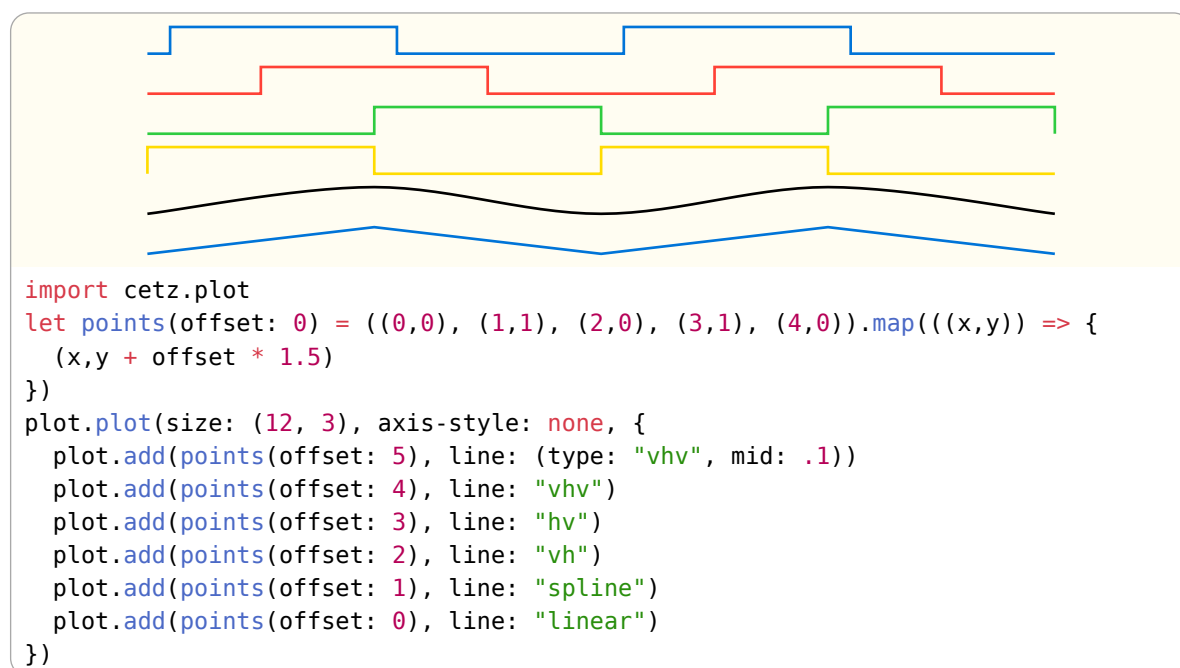 import cetz.plot
let points(offset: 0) = ((0,0), (1,1), (2,0), (3,1), (4,0)).map(((x,y)) => {
  (x,y + offset * 1.5)
})
plot.plot(size: (12, 3), axis-style: none, {
  plot.add(points(offset: 5), line: (type: "vhv", mid: .1))
  plot.add(points(offset: 4), line: "vhv")
  plot.add(points(offset: 3), line: "hv")
  plot.add(points(offset: 2), line: "vh")
  plot.add(points(offset: 1), line: "spline")
  plot.add(points(offset: 0), line: "linear")
})